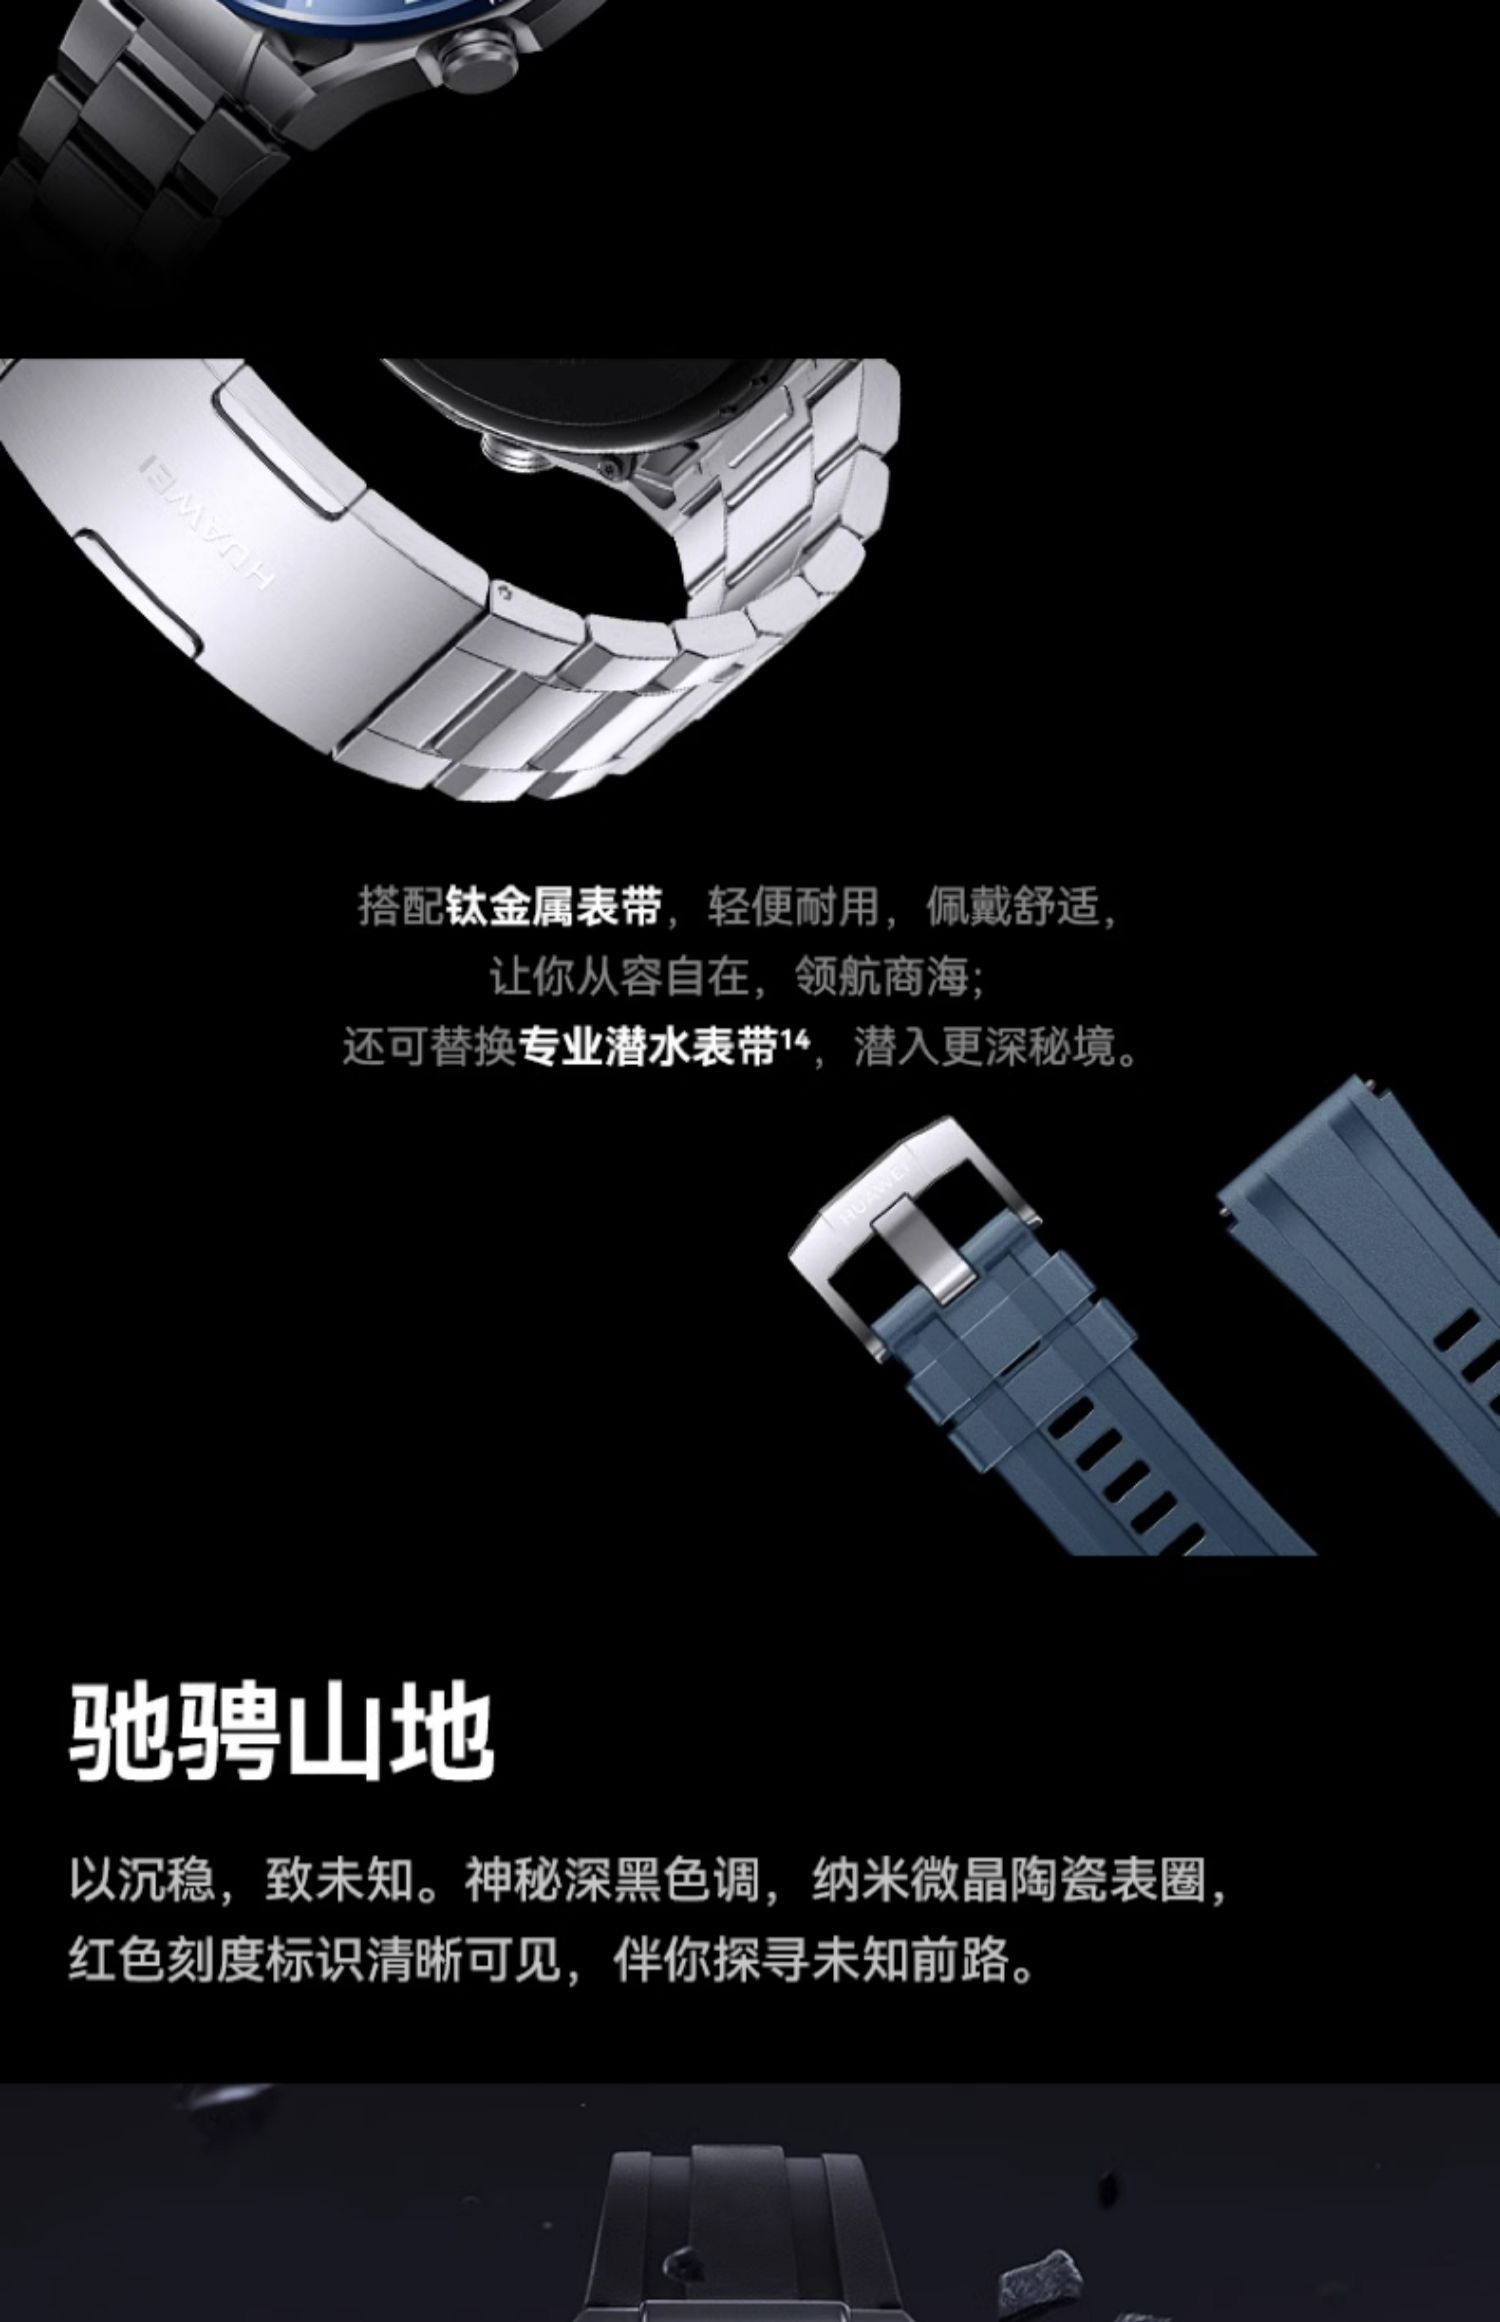 HUAWEI
搭配钛金属表带，轻便耐用，佩戴舒适，
让你从容自在，领航商海；
还可替换专业潜水表带¹⁴，潜入更深秘境。
HUAWEI
驰骋山地
以沉稳，致未知。神秘深黑色调，纳米微晶陶瓷表圈，
红色刻度标识清晰可见，伴你探寻未知前路。